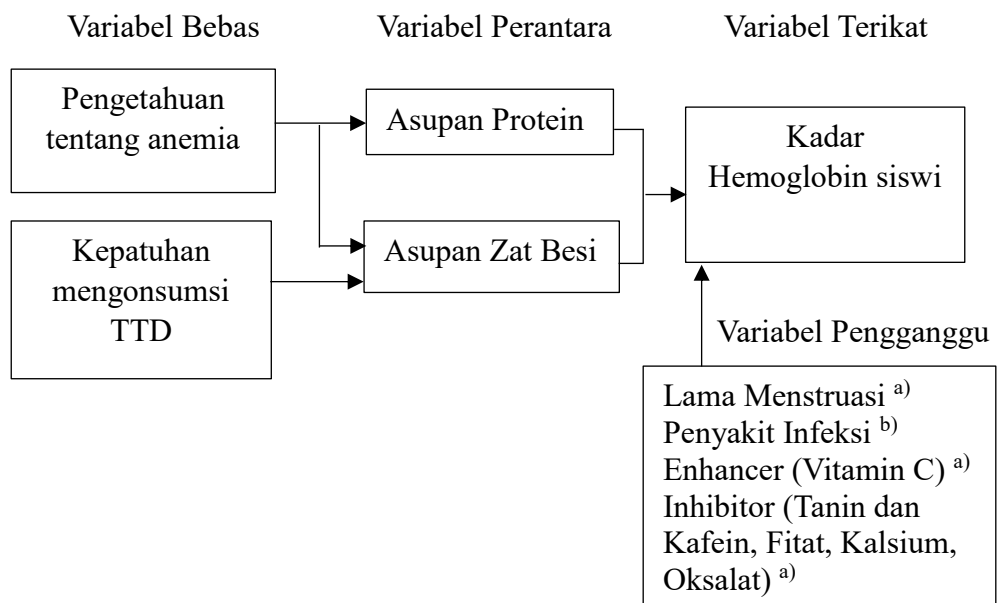 Variabel Bebas
Variabel Perantara
Variabel Terikat
Pengetahuan
tentang anemia
Asupan Protein
Kadar
Hemoglobin siswi
Kepatuhan
mengonsumsi
TTD
Asupan Zat Besi
Variabel Pengganggu
Lama Menstruasi a)
Penyakit Infeksi b)
Enhancer (Vitamin C) a)
Inhibitor (Tanin dan
Kafein, Fitat, Kalsium,
Oksalat) a)